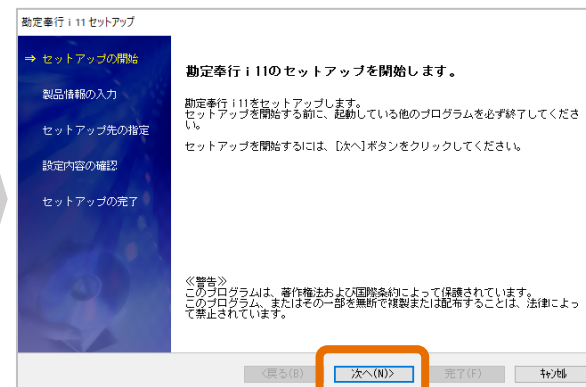 勘定奉行 i 11 セットアップ
⇒ セットアップの開始
製品情報の入力
セットアップ先の指定
設定内容の確認
セットアップの完了
勘定奉行 i 11のセットアップを開始します。
勘定奉行 i 11をセットアップします。
セットアップを開始する前に、起動している他のプログラムを必ず終了してくださ
い。
セットアップを開始するには、[次へ]ボタンをクリックしてください。
≪警告≫
このプログラムは、著作権法および国際条約によって保護されています。
このプログラム、またはその一部を無断で複製または配布することは、法律によっ
て禁止されています。
<戻る(B) 次へ(N)> 完了(F) キャンセル